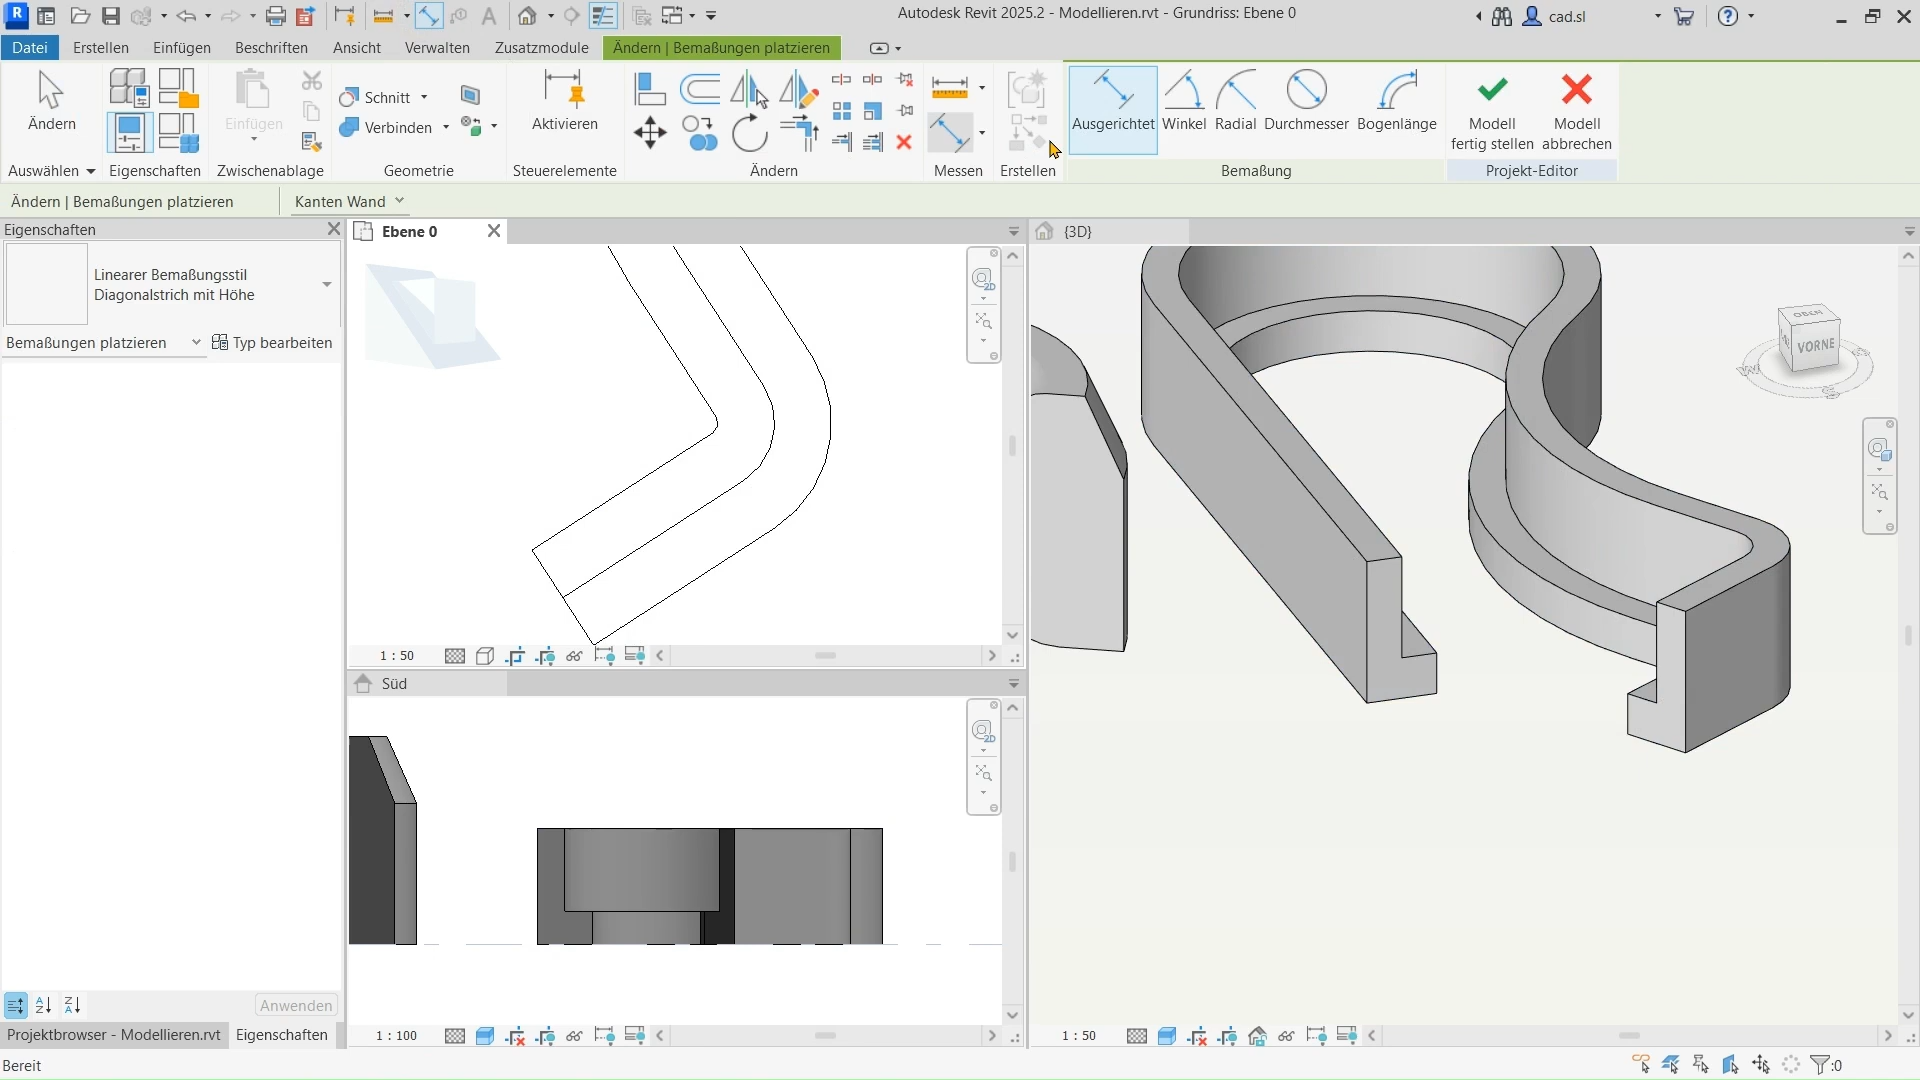 Autodesk Revit 2025.2 - Modellieren.rvt - Grundriss: Ebene 0
cad.sl
Datei Erstellen Einfügen Beschriften Ansicht Verwalten Zusatzmodule Ändern | Bemaßungen platzieren
Ändern
Einfügen
Schnitt
Verbinden
Aktivieren
Ausgerichtet Winkel Radial Durchmesser Bogenlänge
Modell fertig stellen
Modell abbrechen
Auswählen Eigenschaften Zwischenablage Geometrie Steuerelemente Ändern Messen Erstellen Bemaßung Projekt-Editor
Ändern | Bemaßungen platzieren Kanten Wand
Eigenschaften
Linearer Bemaßungsstil
Diagonalstrich mit Höhe
Bemaßungen platzieren Typ bearbeiten
Ebene 0
2D
1 : 50
Süd
2D
1 : 100
{3D}
OBEN
VORNE
W
S
1 : 50
Anwenden
Projektbrowser - Modellieren.rvt Eigenschaften
Bereit
:0